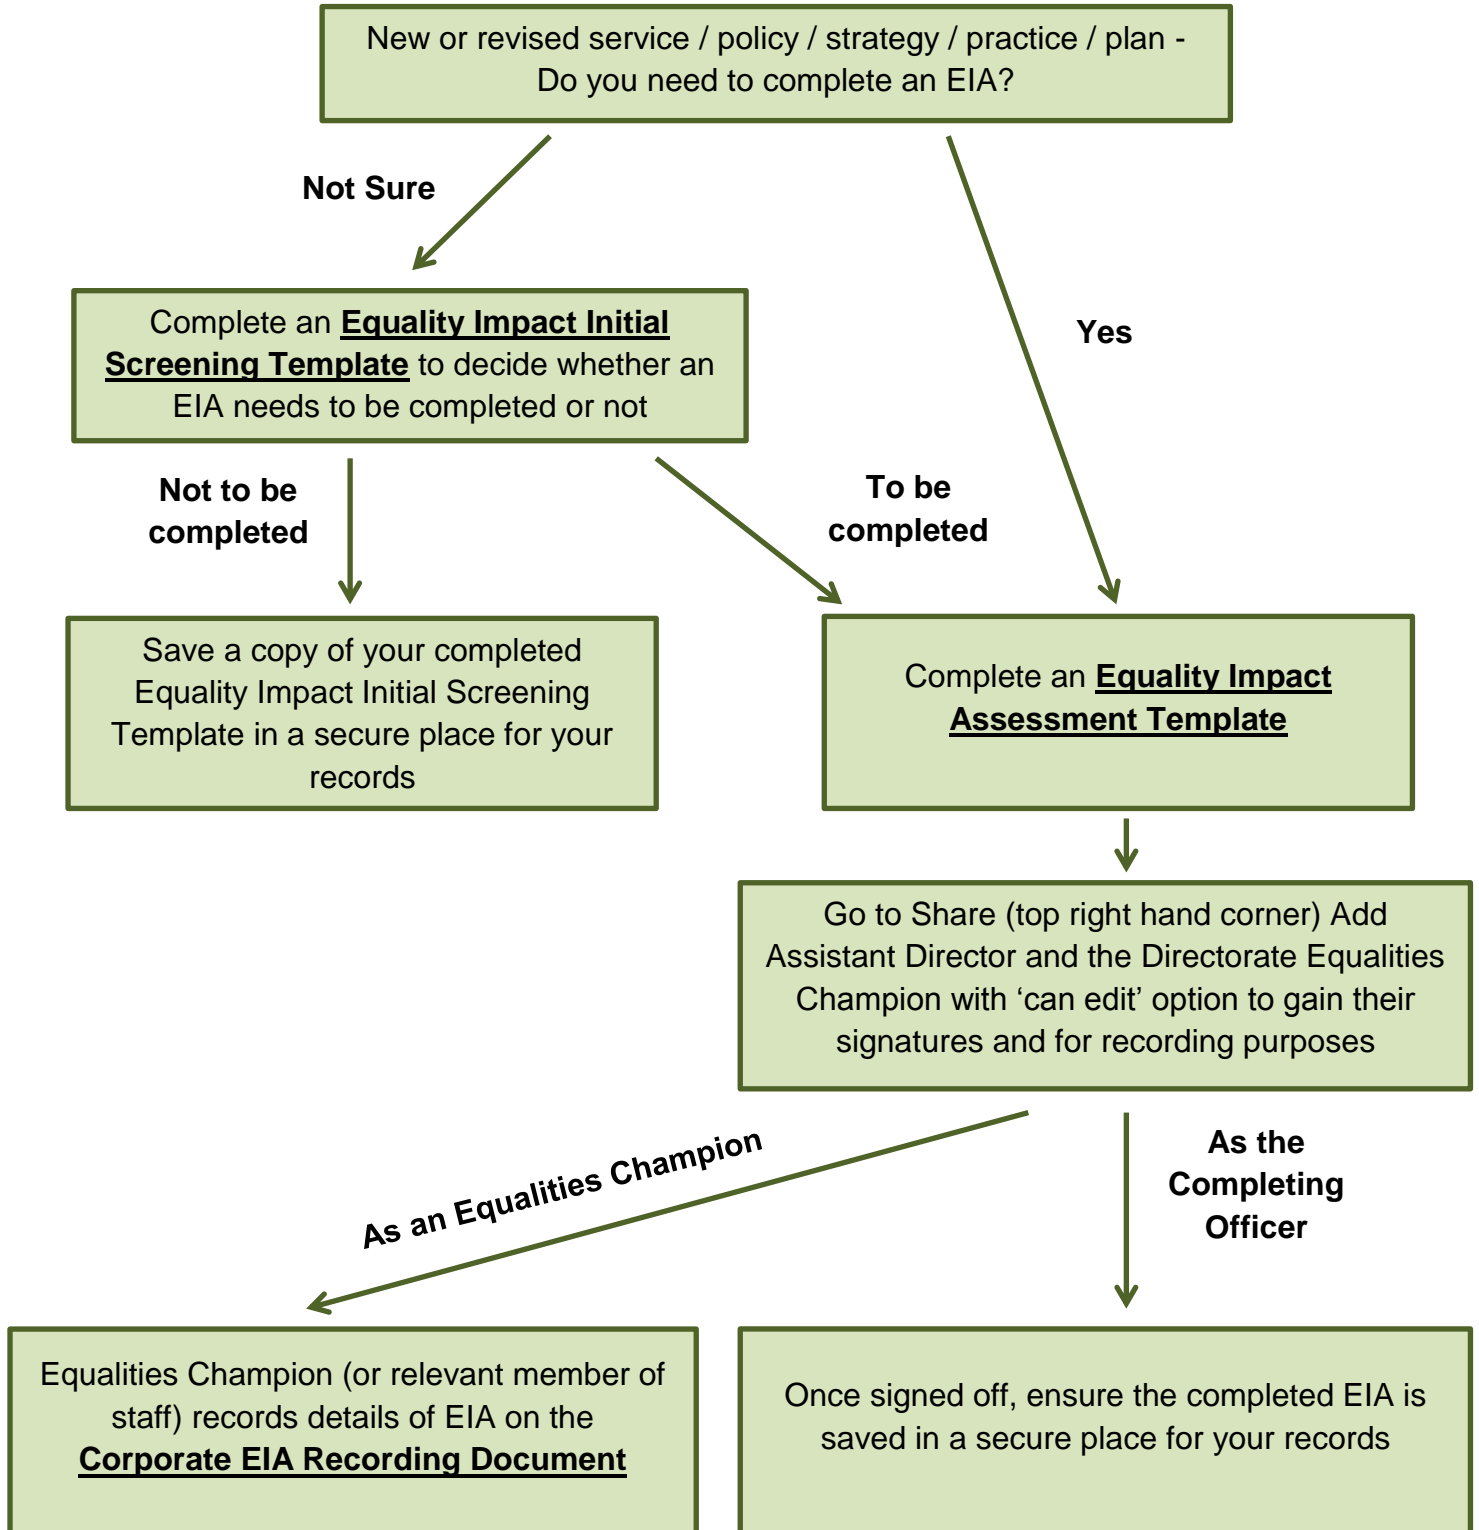 New or revised service / policy / strategy / practice / plan -
Do you need to complete an EIA?
Not Sure
Yes
Complete an Equality Impact Initial
Screening Template to decide whether an
EIA needs to be completed or not
Not to be
completed
To be
completed
Save a copy of your completed
Equality Impact Initial Screening
Template in a secure place for your
records
Complete an Equality Impact
Assessment Template
Go to Share (top right hand corner) Add
Assistant Director and the Directorate Equalities
Champion with ‘can edit’ option to gain their
signatures and for recording purposes
As an Equalities Champion
As the
Completing
Officer
Equalities Champion (or relevant member of
staff) records details of EIA on the
Corporate EIA Recording Document
Once signed off, ensure the completed EIA is
saved in a secure place for your records